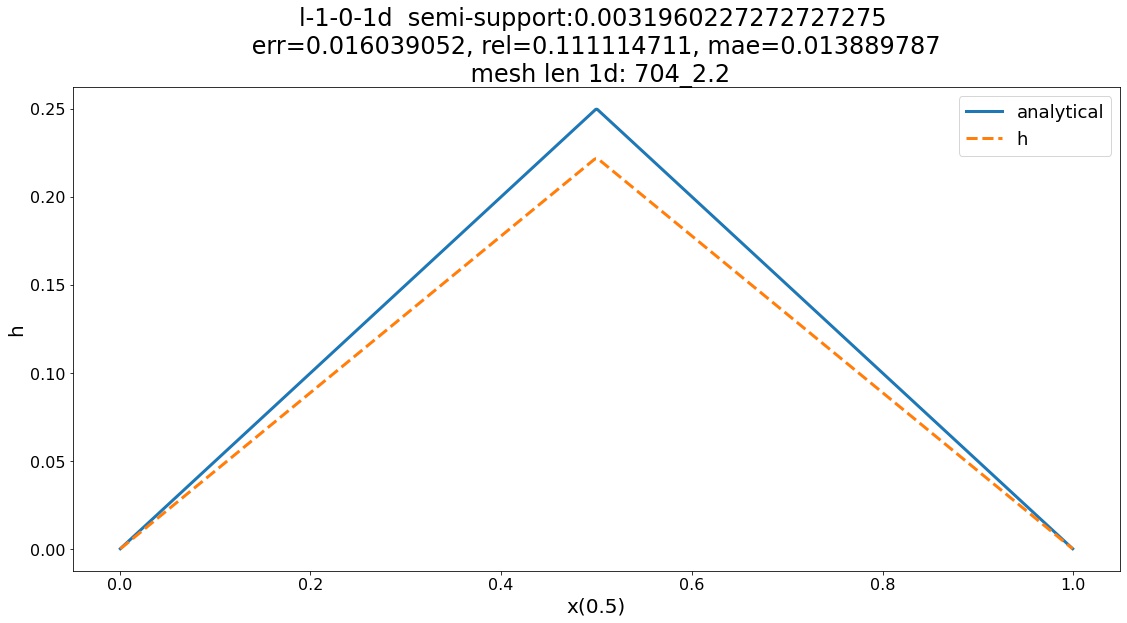 l-1-0-1d  semi-support:0.0031960227272727275
err=0.016039052, rel=0.111114711, mae=0.013889787
mesh len 1d: 704_2.2
analytical
h
0.25
0.20
0.15
0.10
0.05
0.00
h
0.0
0.2
0.4
0.6
0.8
1.0
x(0.5)